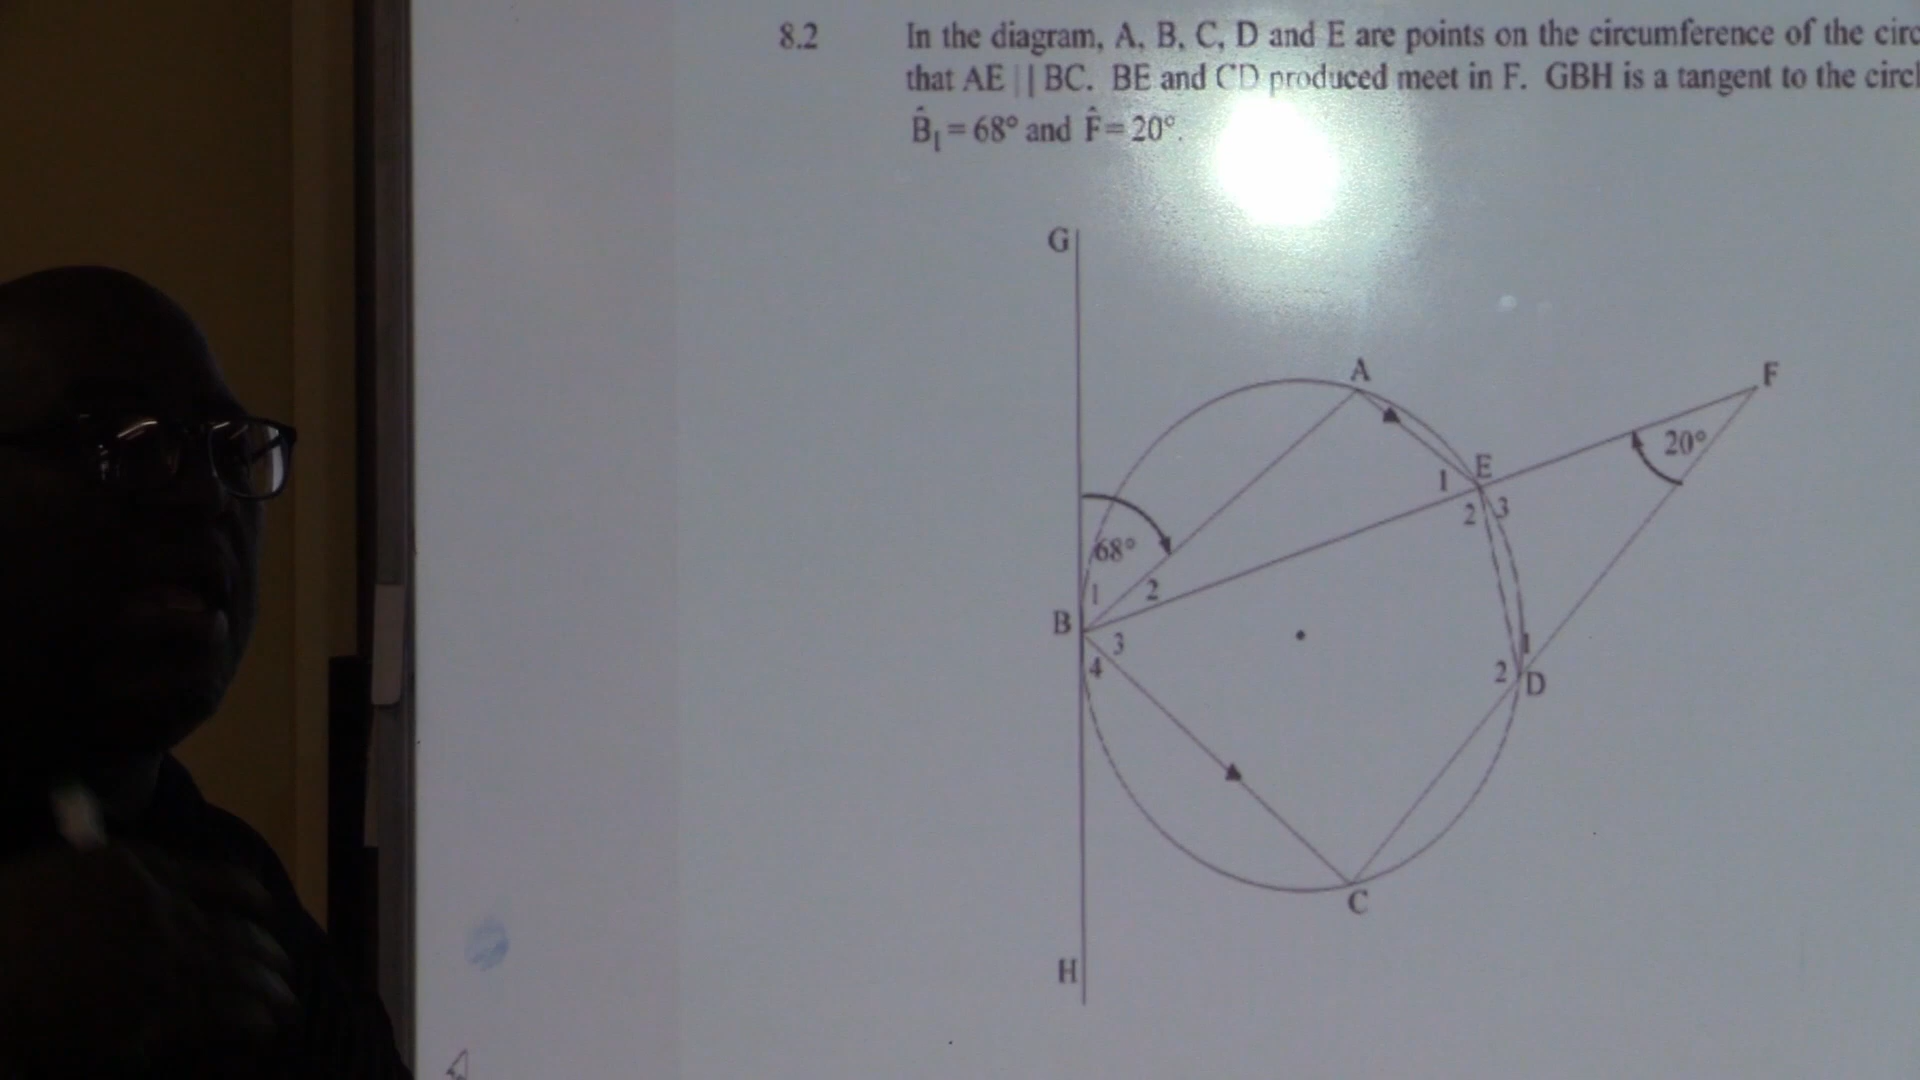 8.2 In the diagram, A, B, C, D and E are points on the circumference of the circ
that AE || BC. BE and CD produced meet in F. GBH is a tangent to the circl
B̂₁ = 68° and F̂ = 20°.
G
A
F
20°
E
1
2 3
68°
1 2
B
3
4
1
2 D
C
H